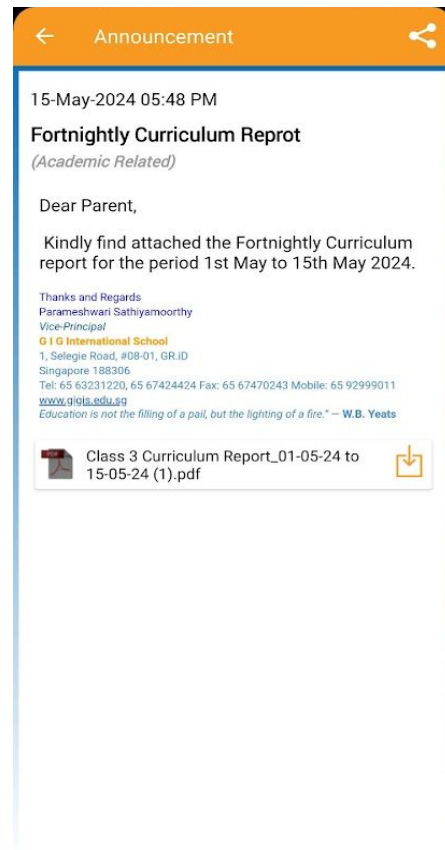 Announcement
15-May-2024 05:48 PM
Fortnightly Curriculum Reprot
(Academic Related)
Dear Parent,
Kindly find attached the Fortnightly Curriculum
report for the period 1st May to 15th May 2024.
Thanks and Regards
Parameshwari Sathiyamoorthy
Vice-Principal
G I G International School
1, Selegie Road, #08-01, GR.iD
Singapore 188306
Tel: 65 63231220, 65 67424424 Fax: 65 67470243 Mobile: 65 92999011
www.gigis.edu.sg
Education is not the filling of a pail, but the lighting of a fire." — W.B. Yeats
PDF
Class 3 Curriculum Report_01-05-24 to
15-05-24 (1).pdf